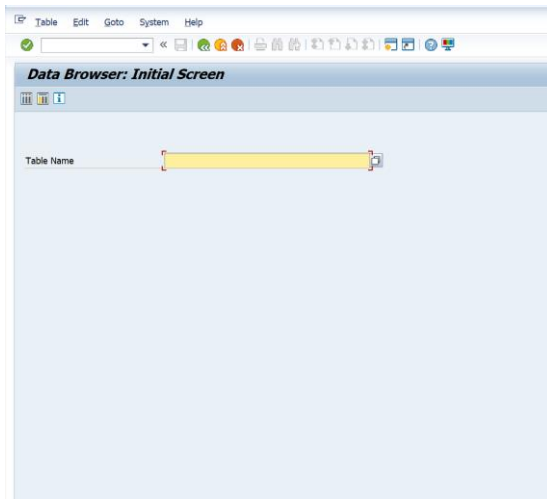 Table Edit Goto System Help
Data Browser: Initial Screen
Table Name